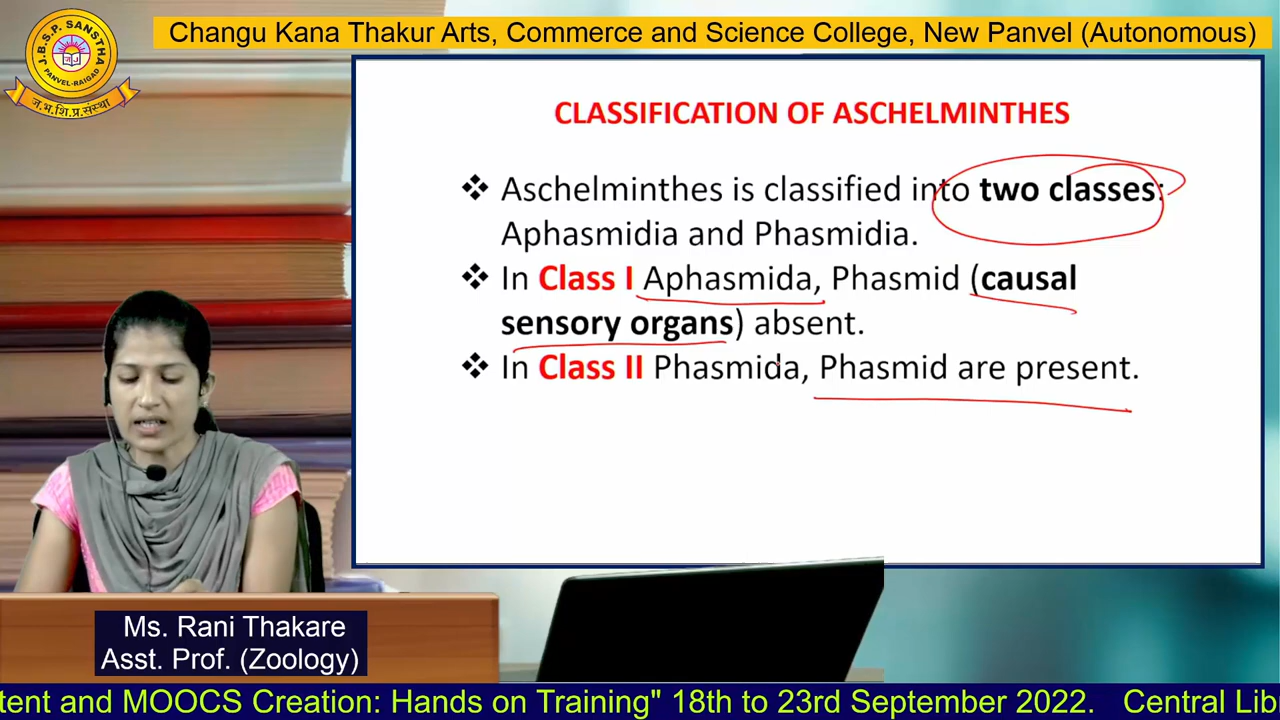 J.B.S.P. SANSTHA
PANVEL-RAIGAD
ज.भ.शि.प्र.संस्था
Changu Kana Thakur Arts, Commerce and Science College, New Panvel (Autonomous)
CLASSIFICATION OF ASCHELMINTHES
❖ Aschelminthes is classified into two classes:
Aphasmidia and Phasmidia.
❖ In Class I Aphasmida, Phasmid (causal
sensory organs) absent.
❖ In Class II Phasmida, Phasmid are present.
Ms. Rani Thakare
Asst. Prof. (Zoology)
tent and MOOCS Creation: Hands on Training" 18th to 23rd September 2022. Central Lib